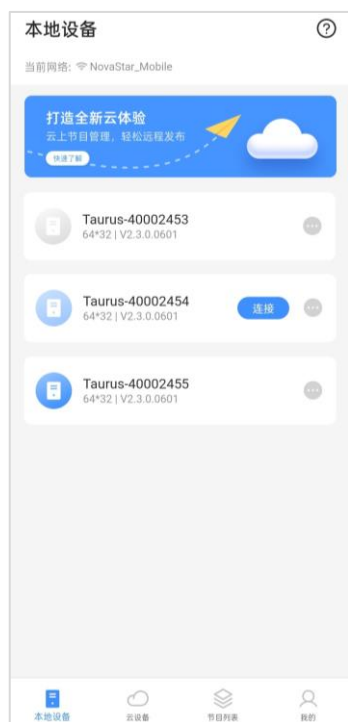 本地设备
当前网络: NovaStar_Mobile
打造全新云体验
云上节目管理，轻松远程发布
快速了解
Taurus-40002453
64*32 | V2.3.0.0601
Taurus-40002454
64*32 | V2.3.0.0601
连接
Taurus-40002455
64*32 | V2.3.0.0601
本地设备
云设备
节目列表
我的